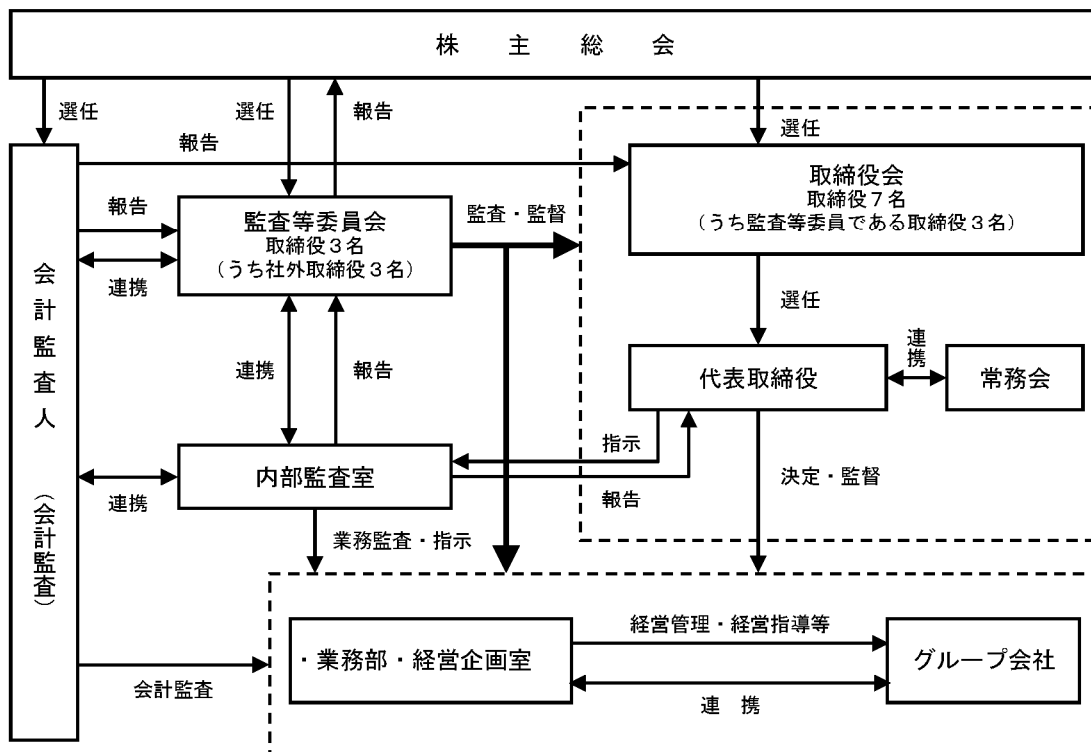 株 主 総 会
選任
選任
報告
選任
報告
取締役会
取締役７名
（うち監査等委員である取締役３名）
報告
監査等委員会
取締役３名
（うち社外取締役３名）
監査・監督
連携
会計監査人
（会計監査）
選任
連携
報告
代表取締役
連携
常務会
指示
連携
内部監査室
報告
決定・監督
業務監査・指示
経営管理・経営指導等
・業務部・経営企画室
グループ会社
会計監査
連 携